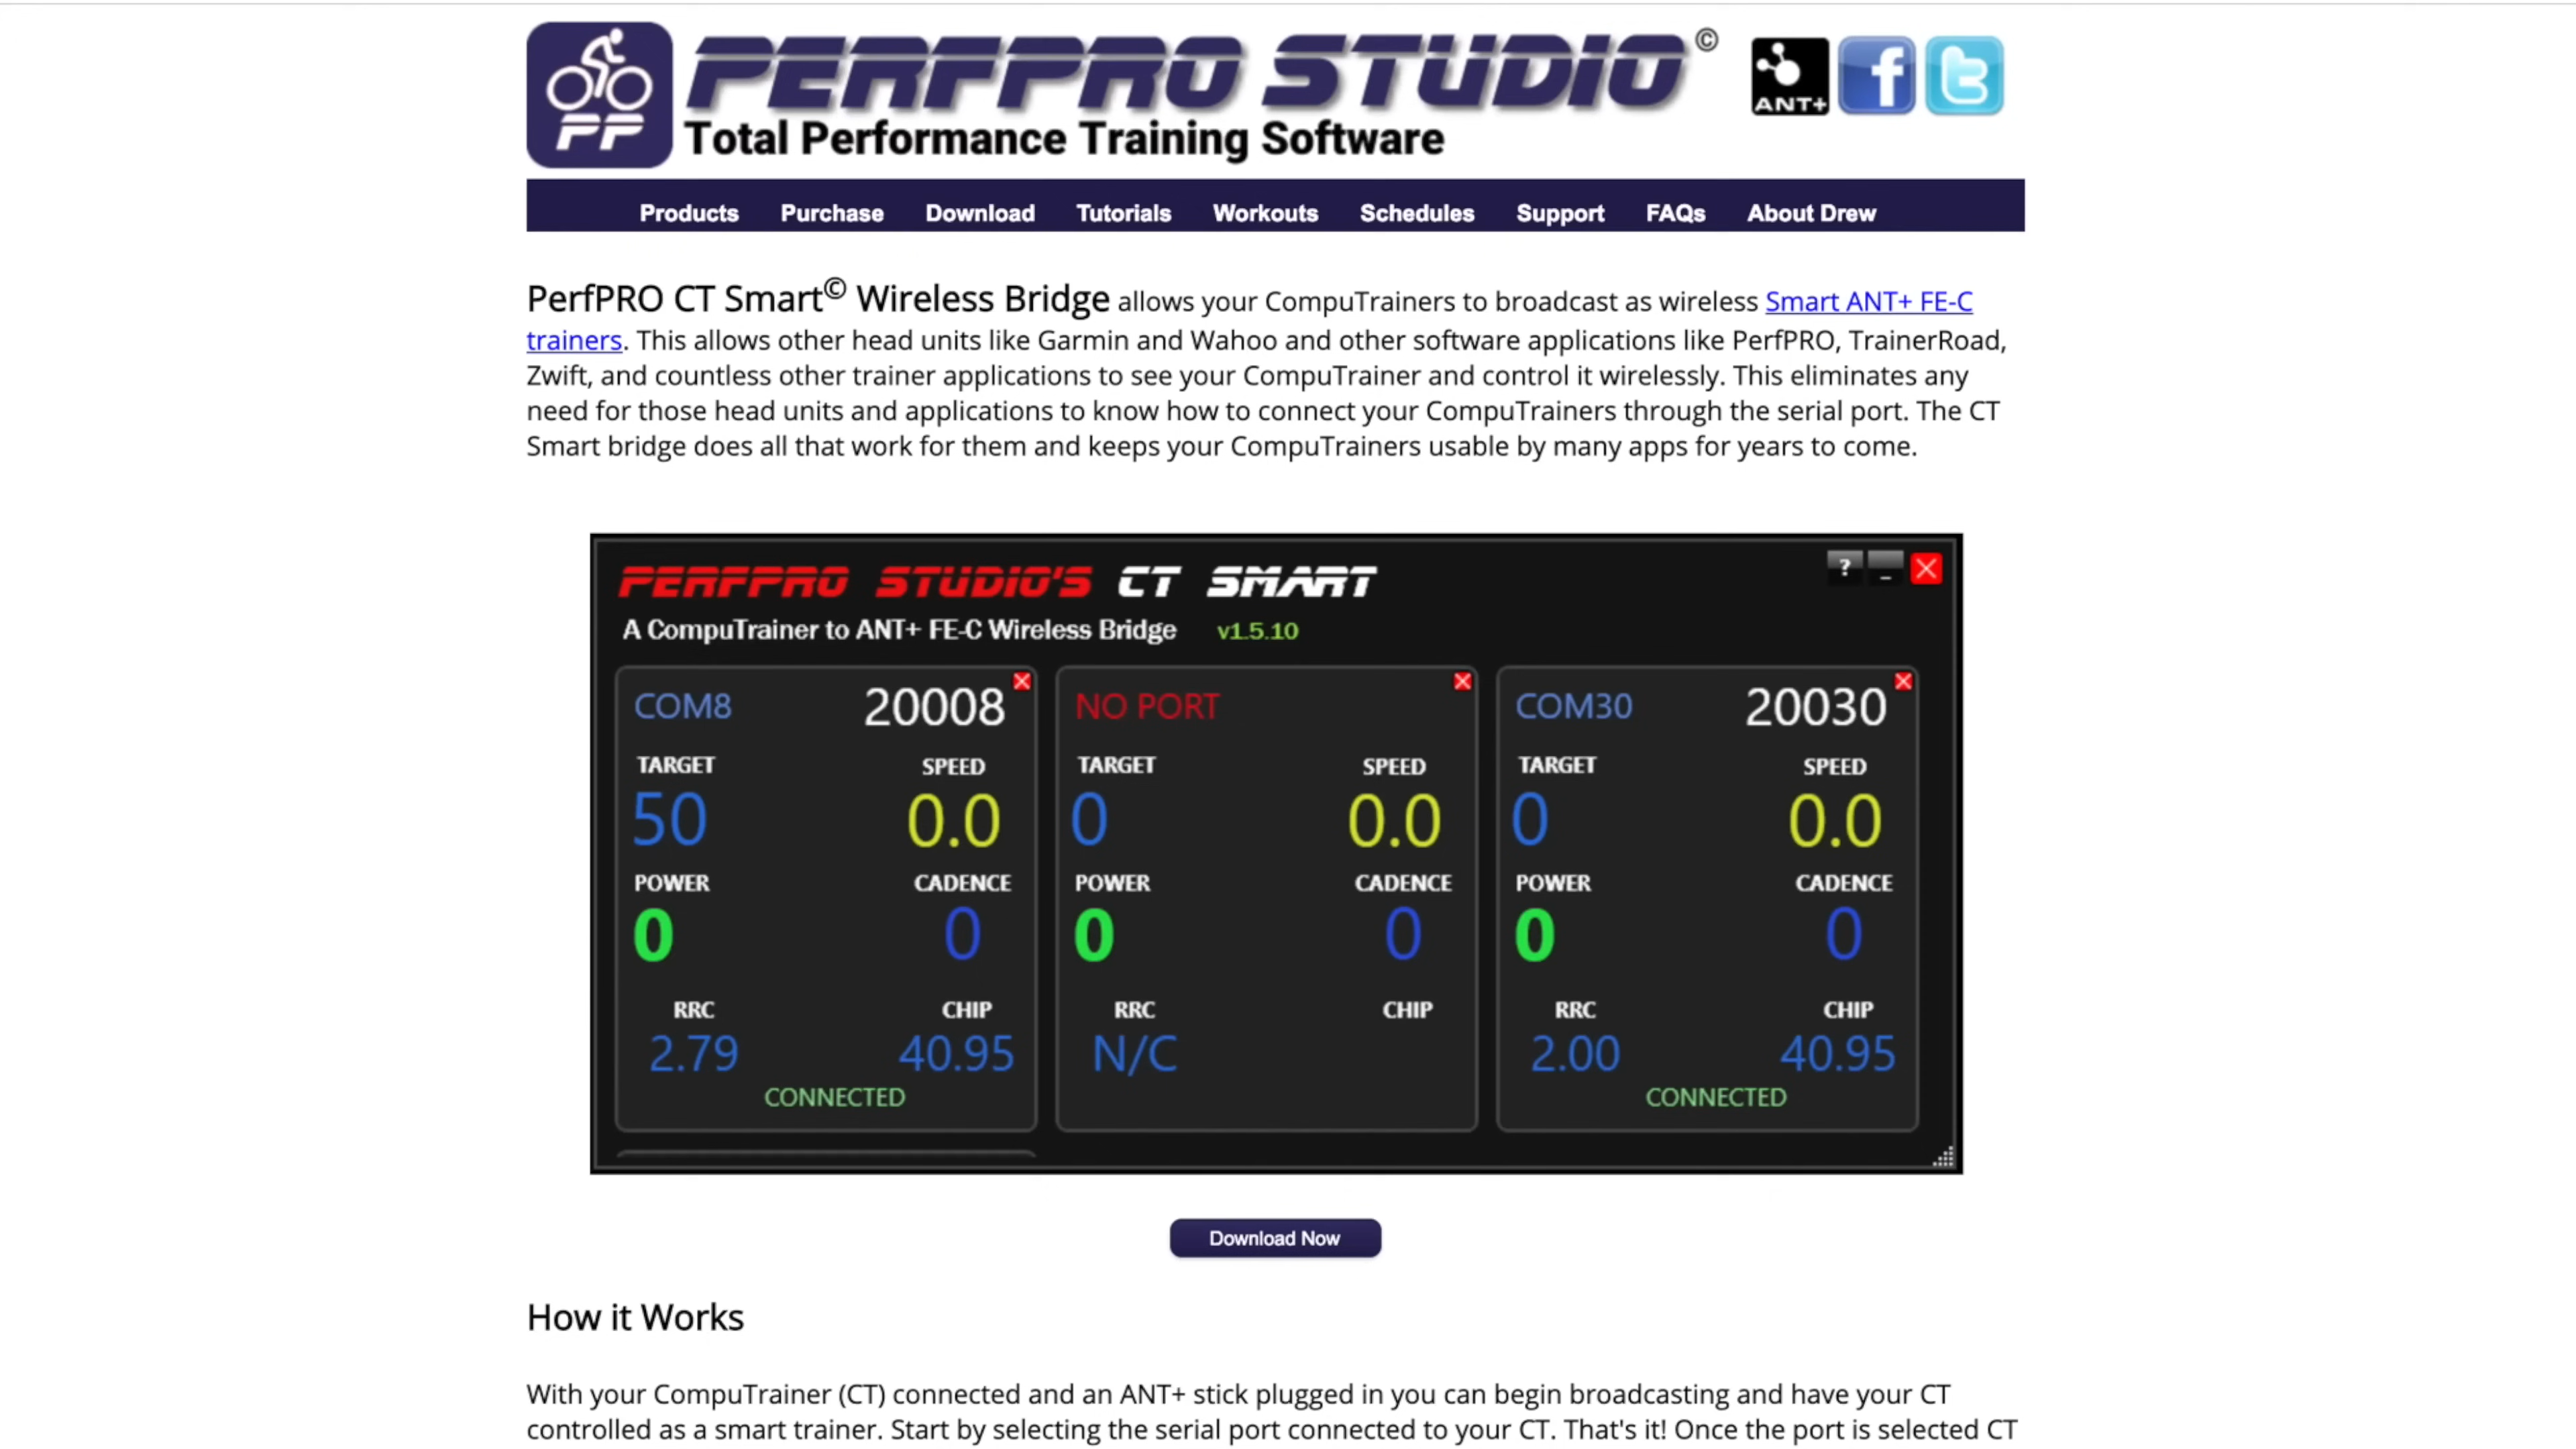 PERFPRO STUDIO ©
Total Performance Training Software
PP
ANT+
Products Purchase Download Tutorials Workouts Schedules Support FAQs About Drew
PerfPRO CT Smart© Wireless Bridge allows your CompuTrainers to broadcast as wireless Smart ANT+ FE-C
trainers. This allows other head units like Garmin and Wahoo and other software applications like PerfPRO, TrainerRoad,
Zwift, and countless other trainer applications to see your CompuTrainer and control it wirelessly. This eliminates any
need for those head units and applications to know how to connect your CompuTrainers through the serial port. The CT
Smart bridge does all that work for them and keeps your CompuTrainers usable by many apps for years to come.
PERFPRO STUDIO'S CT SMART
A CompuTrainer to ANT+ FE-C Wireless Bridge v1.5.10
COM8 20008
TARGET SPEED
50 0.0
POWER CADENCE
0 0
RRC CHIP
2.79 40.95
CONNECTED
NO PORT
TARGET SPEED
0 0.0
POWER CADENCE
0 0
RRC CHIP
N/C
COM30 20030
TARGET SPEED
0 0.0
POWER CADENCE
0 0
RRC CHIP
2.00 40.95
CONNECTED
Download Now
How it Works
With your CompuTrainer (CT) connected and an ANT+ stick plugged in you can begin broadcasting and have your CT
controlled as a smart trainer. Start by selecting the serial port connected to your CT. That's it! Once the port is selected CT